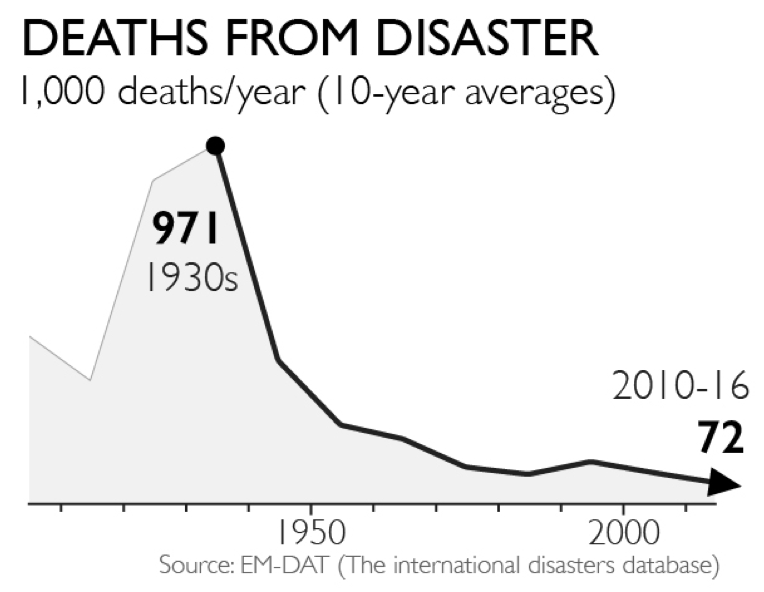 DEATHS FROM DISASTER
1,000 deaths/year (10-year averages)
971
1930s
2010-16
72
1950
2000
Source: EM-DAT (The international disasters database)